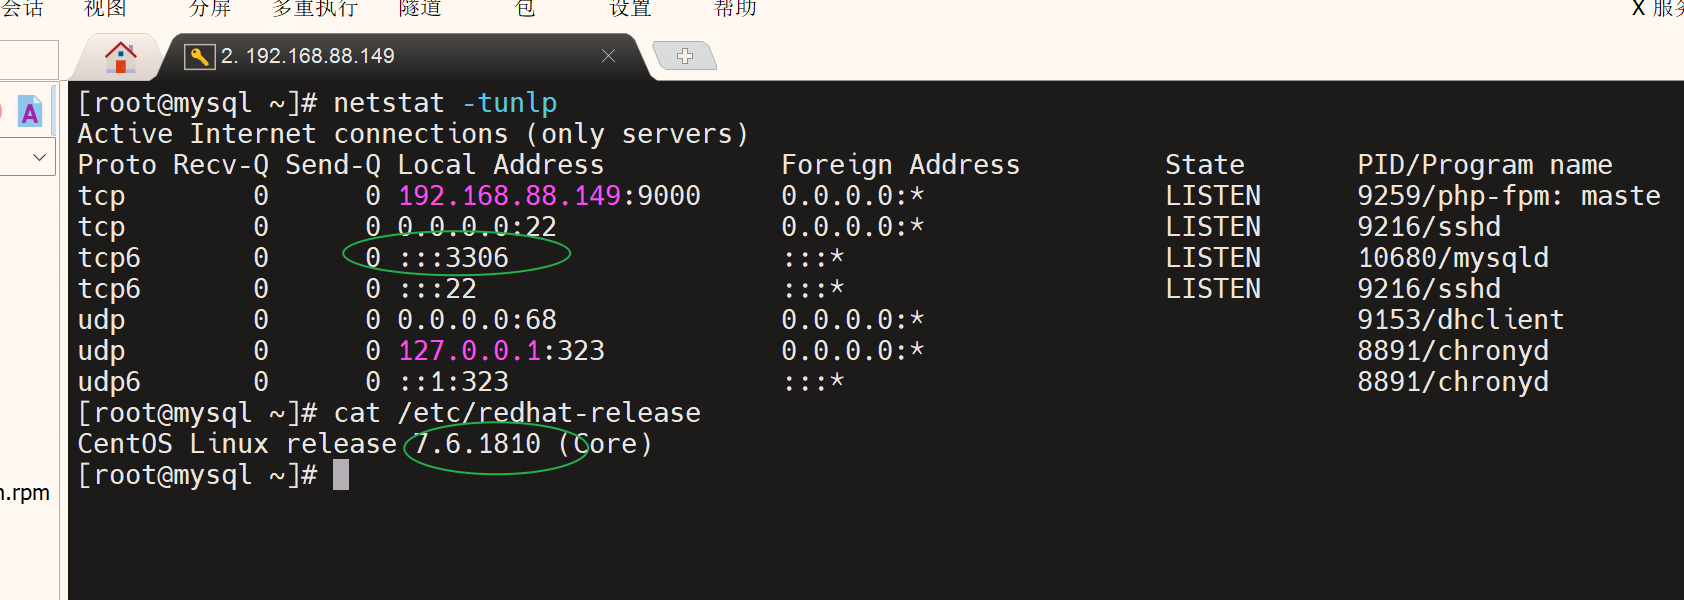 会话 视图 分屏 多重执行 隧道 包 设置 帮助 X
2. 192.168.88.149
[root@mysql ~]# netstat -tunlp
Active Internet connections (only servers)
Proto Recv-Q Send-Q Local Address Foreign Address State PID/Program name
tcp 0 0 192.168.88.149:9000 0.0.0.0:* LISTEN 9259/php-fpm: maste
tcp 0 0 0.0.0.0:22 0.0.0.0:* LISTEN 9216/sshd
tcp6 0 0 :::3306 :::* LISTEN 10680/mysqld
tcp6 0 0 :::22 :::* LISTEN 9216/sshd
udp 0 0 0.0.0.0:68 0.0.0.0:* 9153/dhclient
udp 0 0 127.0.0.1:323 0.0.0.0:* 8891/chronyd
udp6 0 0 ::1:323 :::* 8891/chronyd
[root@mysql ~]# cat /etc/redhat-release
CentOS Linux release 7.6.1810 (Core)
[root@mysql ~]#
A
.rpm